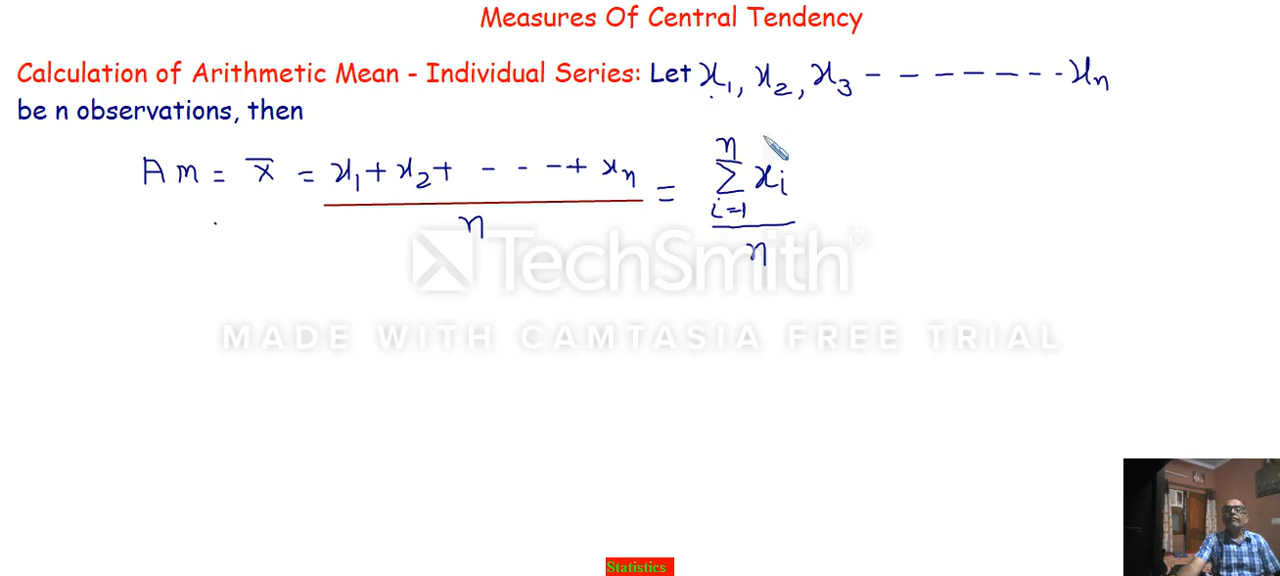 Measures Of Central Tendency
Calculation of Arithmetic Mean - Individual Series: Let x₁, x₂, x₃ - - - - - - - - xₙ
be n observations, then
Am = x̄ = x₁ + x₂ + - - - + xₙ / n = n Σ i=1 xᵢ / n
TechSmith®
MADE WITH CAMTASIA FREE TRIAL
Statistics